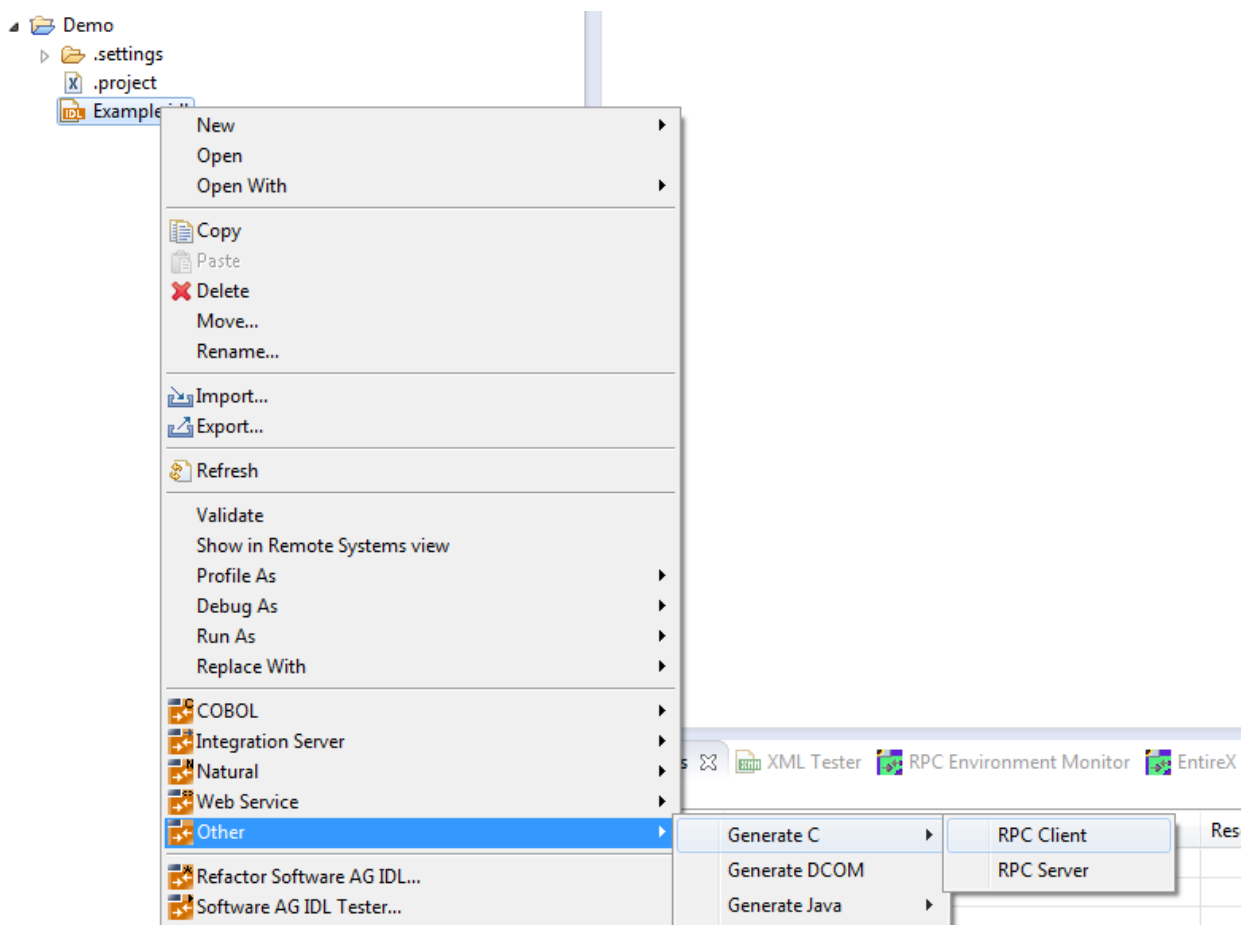 Demo
.settings
.project
Example
New
Open
Open With
Copy
Paste
Delete
Move...
Rename...
Import...
Export...
Refresh
Validate
Show in Remote Systems view
Profile As
Debug As
Run As
Replace With
COBOL
Integration Server
Natural
Web Service
Other
Refactor Software AG IDL...
Software AG IDL Tester...
s XML Tester RPC Environment Monitor EntireX
Res
Generate C
Generate DCOM
Generate Java
RPC Client
RPC Server